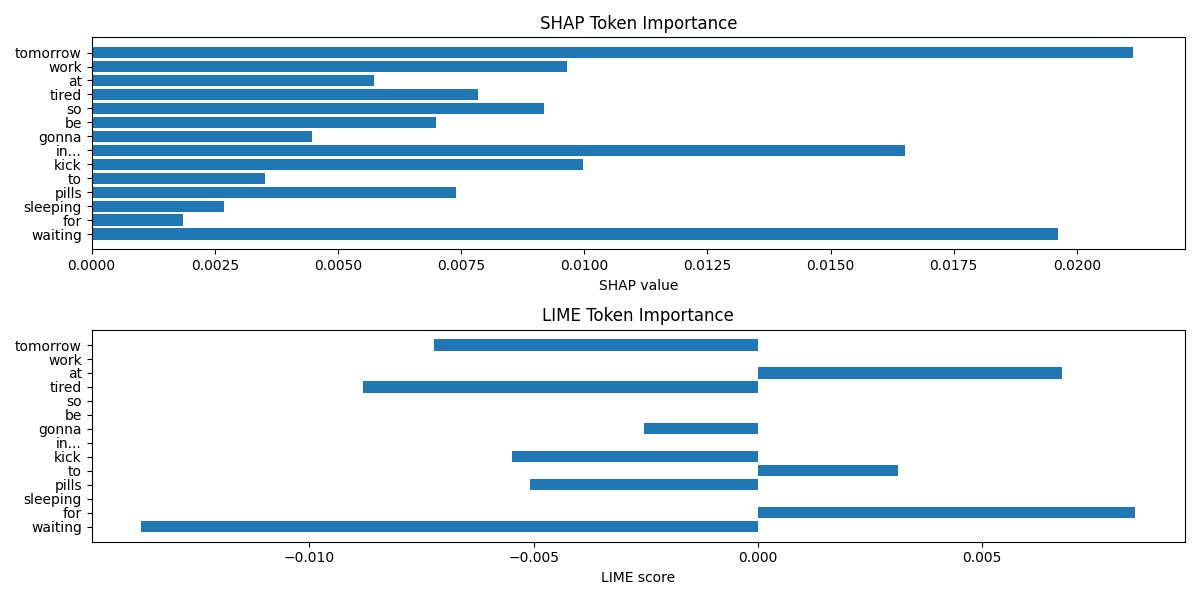 SHAP Token Importance
tomorrow
work
at
tired
so
be
gonna
in...
kick
to
pills
sleeping
for
waiting
0.0000 0.0025 0.0050 0.0075 0.0100 0.0125 0.0150 0.0175 0.0200
SHAP value
LIME Token Importance
tomorrow
work
at
tired
so
be
gonna
in...
kick
to
pills
sleeping
for
waiting
−0.010 −0.005 0.000 0.005
LIME score